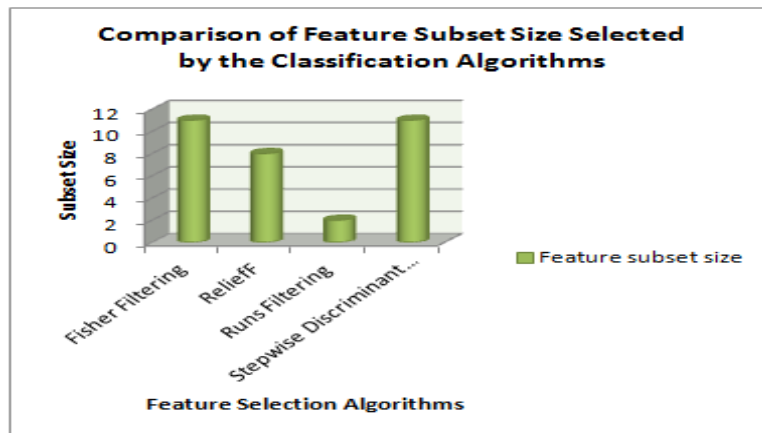 Comparison of Feature Subset Size Selected
by the Classification Algorithms
Subset Size
12
10
8
6
4
2
0
Fisher Filtering
ReliefF
Runs Filtering
Stepwise Discriminant...
Feature subset size
Feature Selection Algorithms